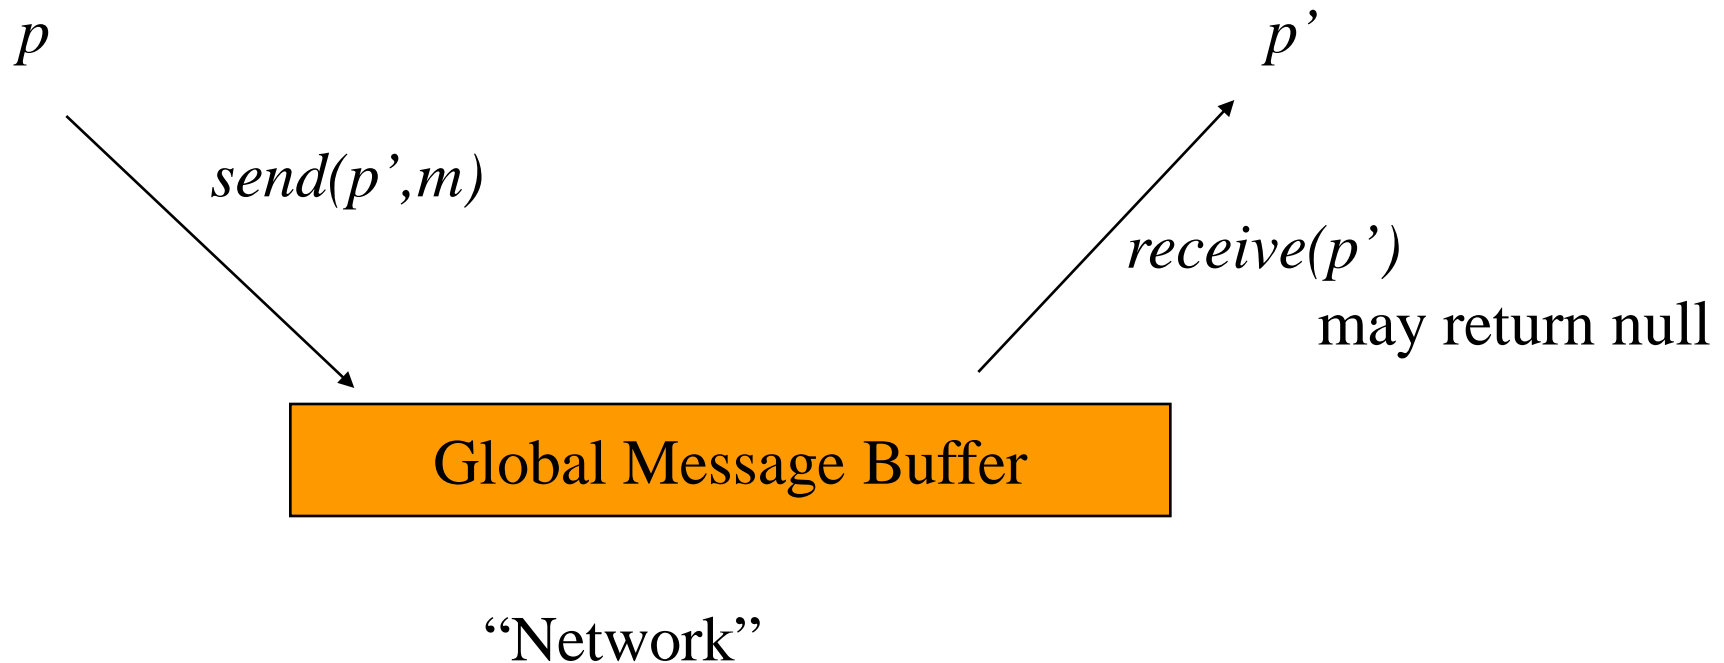 p
p’
send(p’,m)
receive(p’)
may return null
Global Message Buffer
“Network”